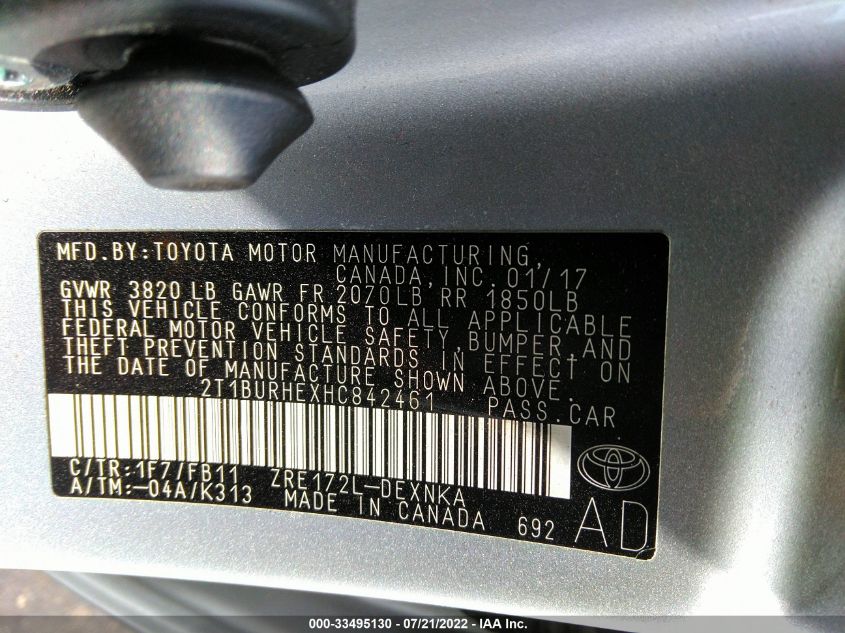 MFD.BY:TOYOTA MOTOR MANUFACTURING,
CANADA,INC. 01/17
GVWR 3820 LB GAWR FR 2070LB RR 1850LB
THIS VEHICLE CONFORMS TO ALL APPLICABLE
FEDERAL MOTOR VEHICLE SAFETY,BUMPER,AND
THEFT PREVENTION STANDARDS IN EFFECT ON
THE DATE OF MANUFACTURE SHOWN ABOVE.
2T1BURHEXHC842461 PASS.CAR
C/TR:1F7/FB11 ZRE172L-DEXNKA
A/TM:-04A/K313 MADE IN CANADA 692 AD
000-33495130 - 07/21/2022 - IAA Inc.